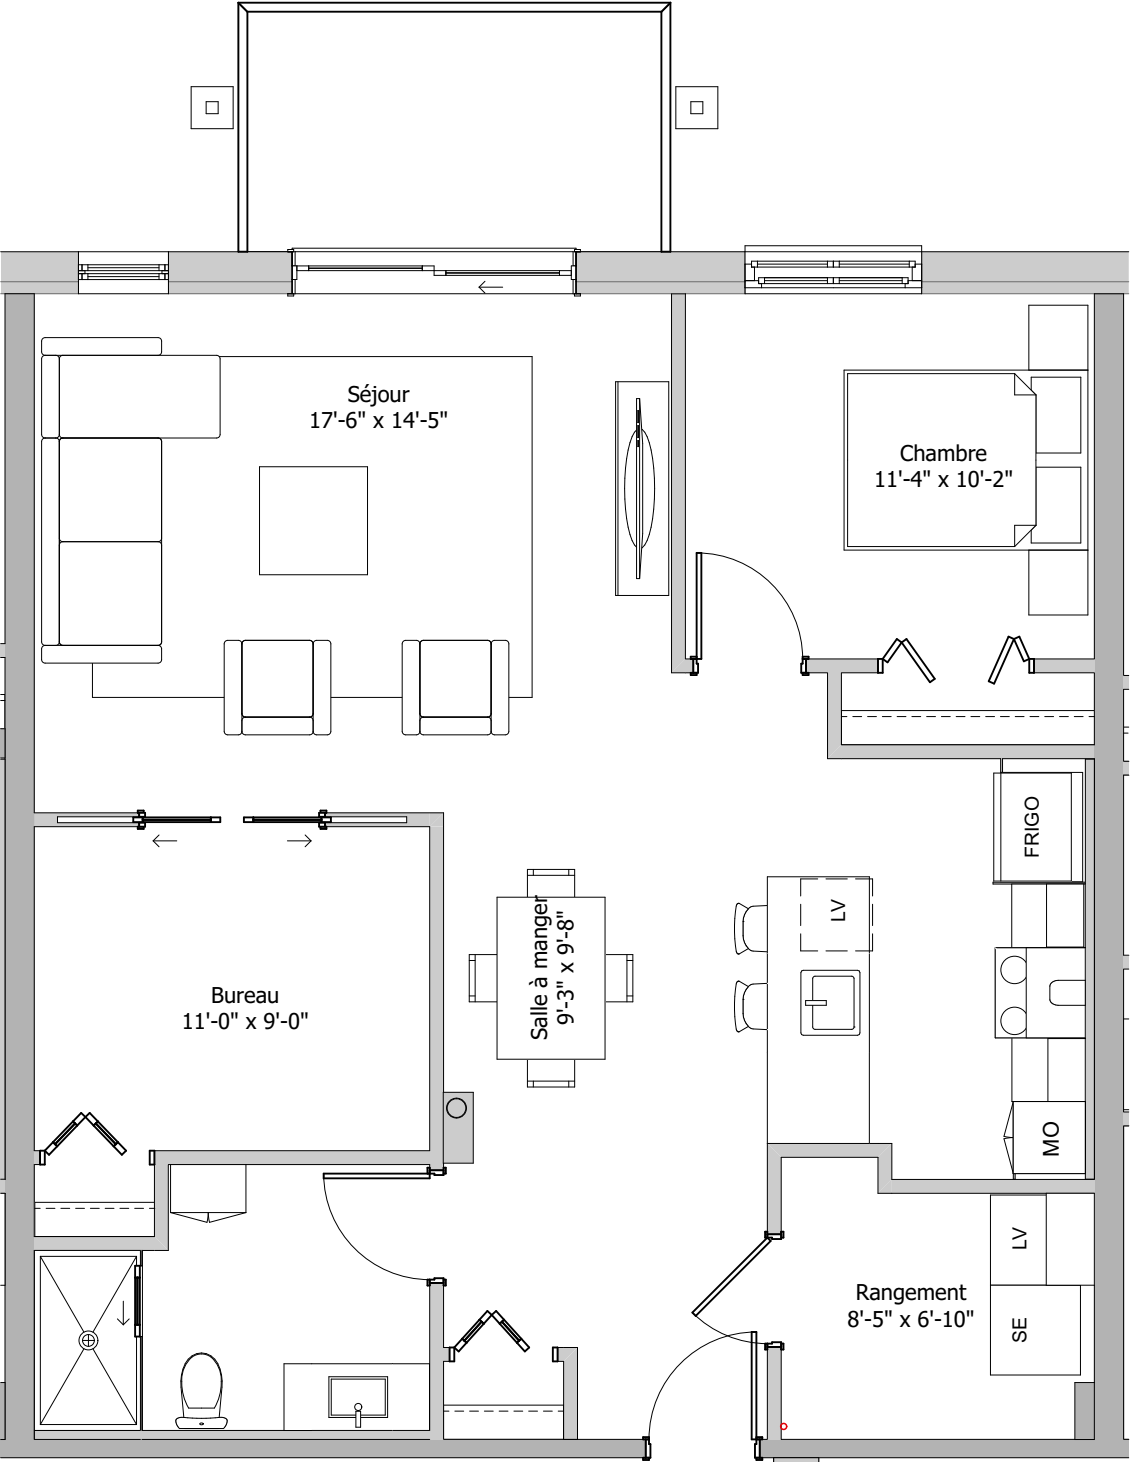 Séjour
17'-6" x 14'-5"
Chambre
11'-4" x 10'-2"
FRIGO
LV
Salle à manger
9'-3" x 9'-8"
Bureau
11'-0" x 9'-0"
MO
LV
Rangement
8'-5" x 6'-10"
SE